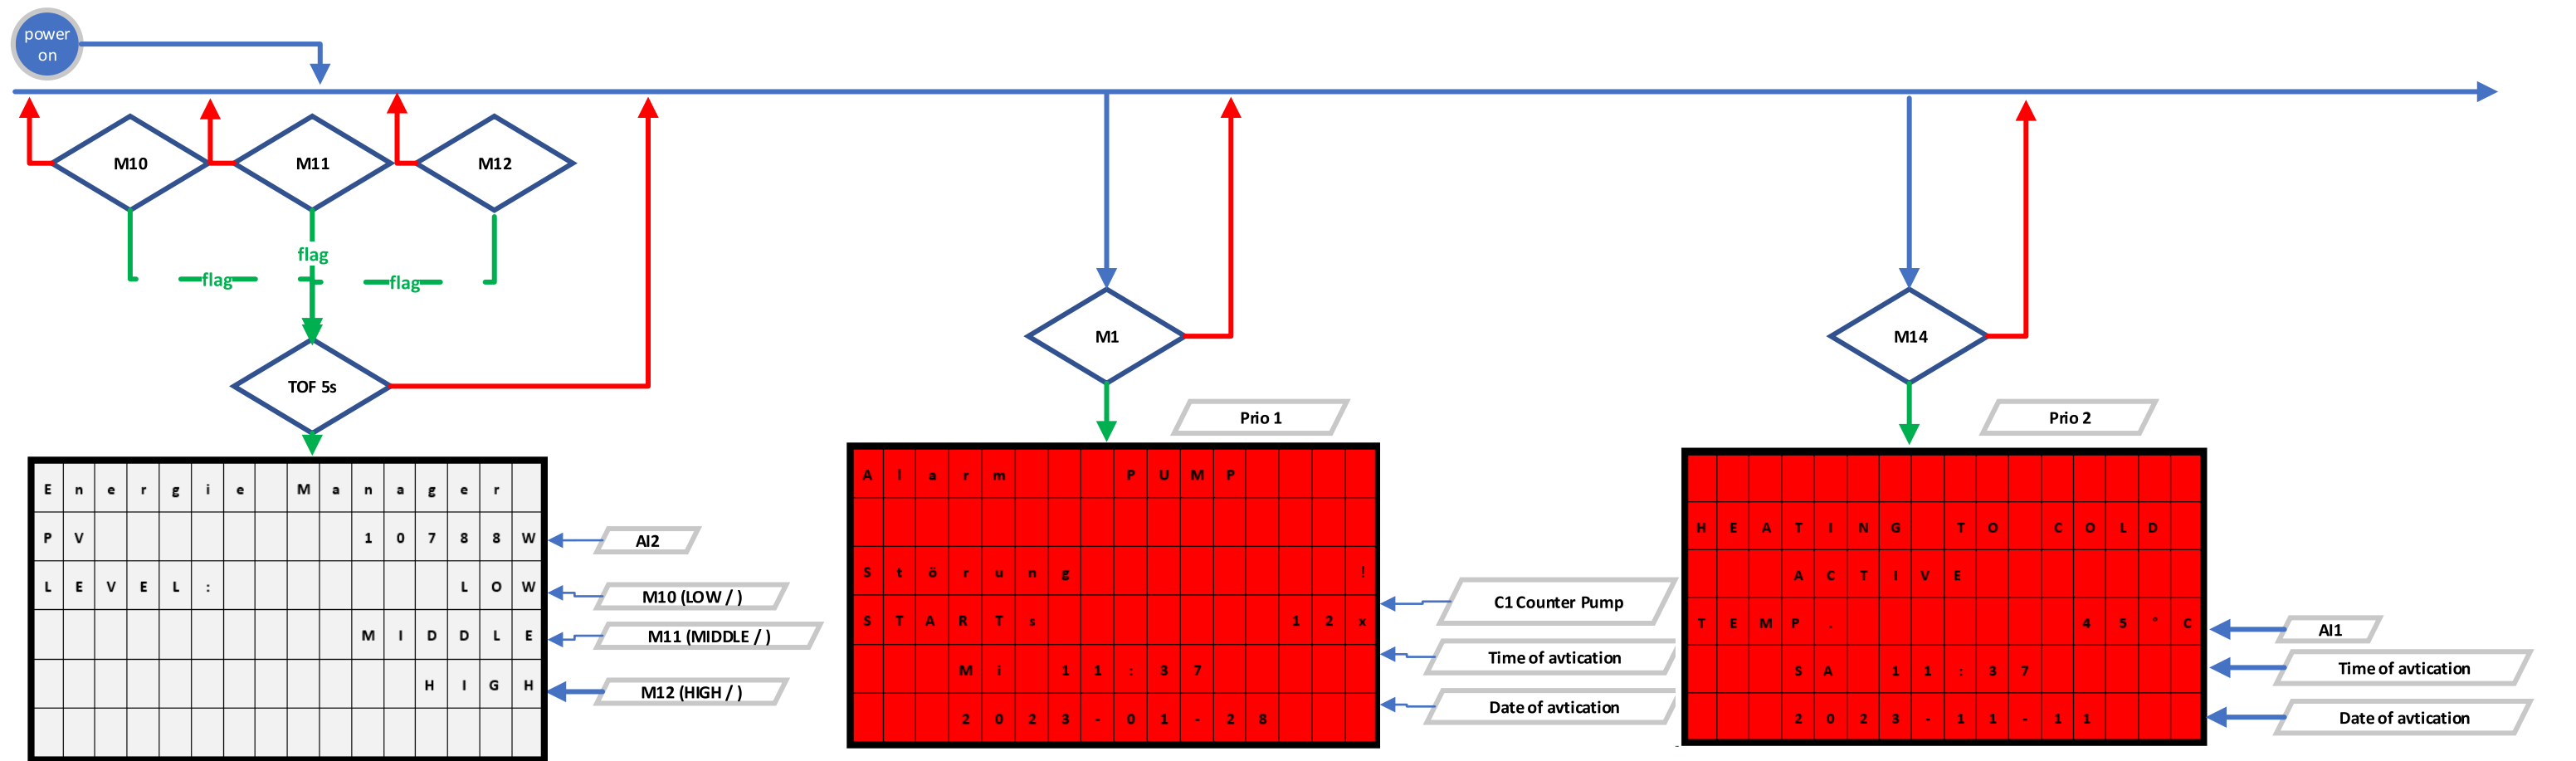 power
on
M10
M11
M12
flag
flag
flag
TOF 5s
M1
M14
Prio 1
Prio 2
Energie Manager
PV 10788W
LEVEL: LOW
MIDDLE
HIGH
AI2
M10 (LOW / )
M11 (MIDDLE / )
M12 (HIGH / )
Alarm PUMP
Störung !
STARTs 12x
Mi 11:37
2023-01-28
C1 Counter Pump
Time of avtication
Date of avtication
HEATING TO COLD
ACTIVE
TEMP. 45°C
SA 11:37
2023-11-11
AI1
Time of avtication
Date of avtication